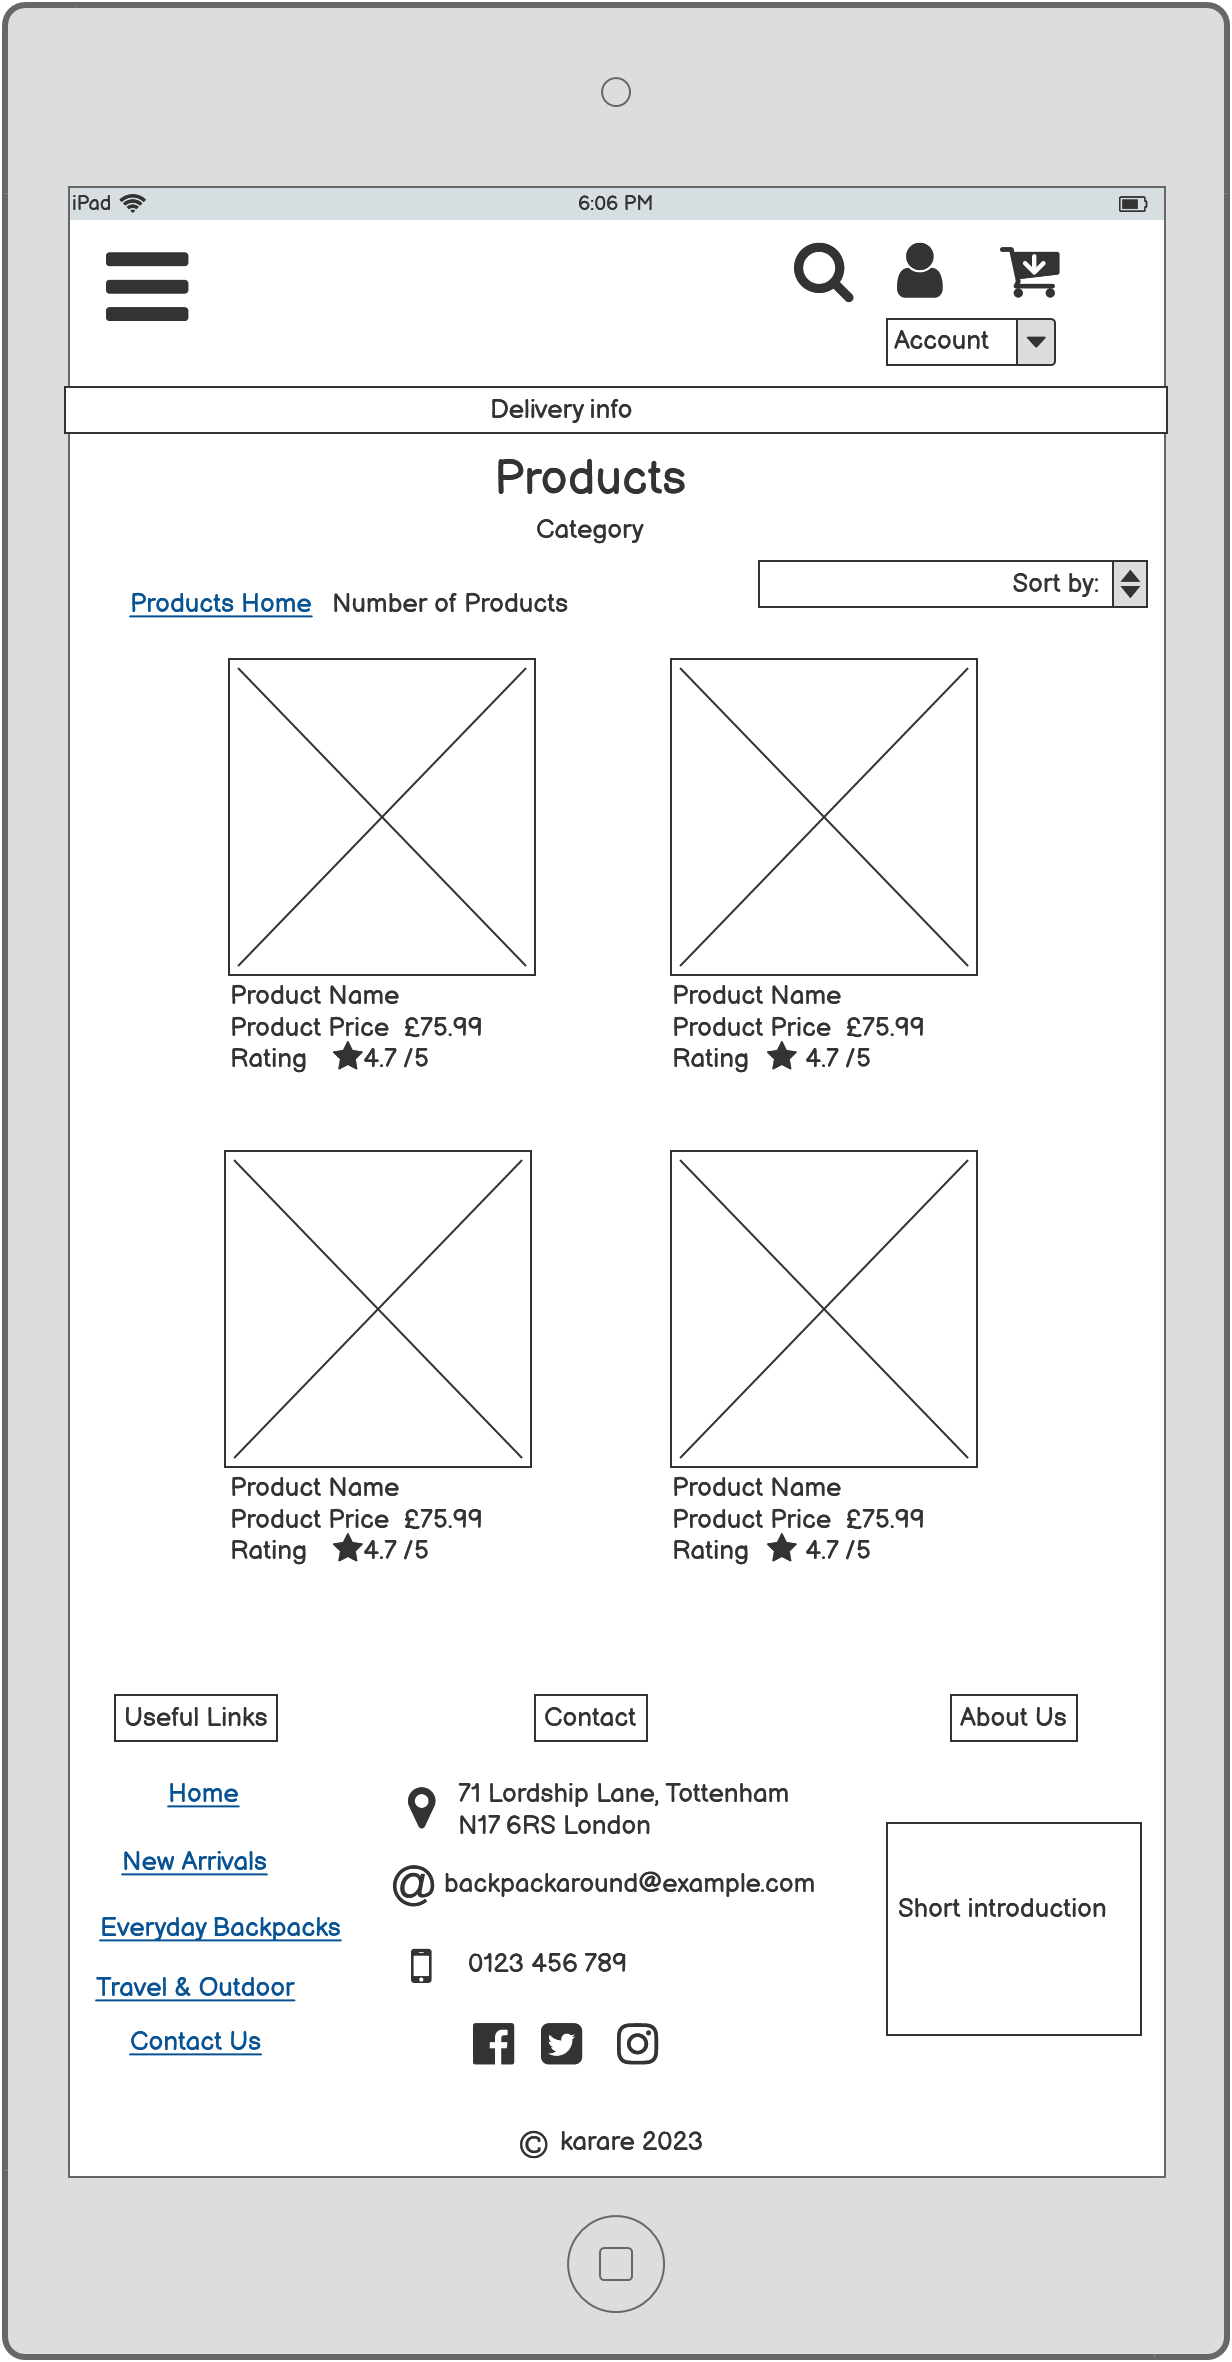 iPad 6:06 PM
Account
Delivery info
Products
Category
Sort by:
Products Home Number of Products
Product Name
Product Price £75.99
Rating 4.7 /5
Product Name
Product Price £75.99
Rating 4.7 /5
Product Name
Product Price £75.99
Rating 4.7 /5
Product Name
Product Price £75.99
Rating 4.7 /5
Useful Links
Home
New Arrivals
Everyday Backpacks
Travel & Outdoor
Contact Us
Contact
71 Lordship Lane, Tottenham
N17 6RS London
@ backpackaround@example.com
0123 456 789
About Us
Short introduction
© karare 2023